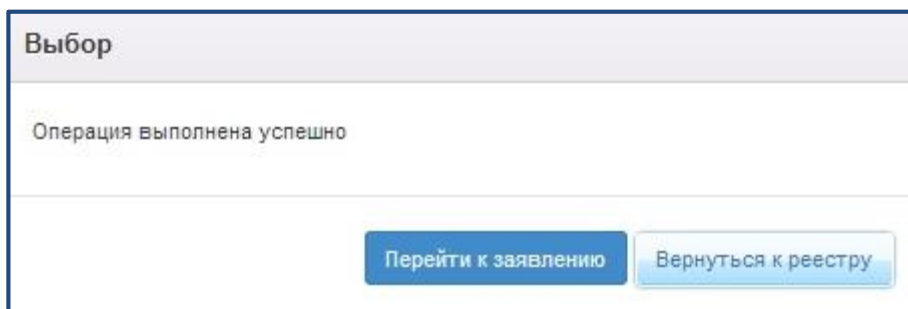 Выбор
Операция выполнена успешно
Перейти к заявлению
Вернуться к реестру